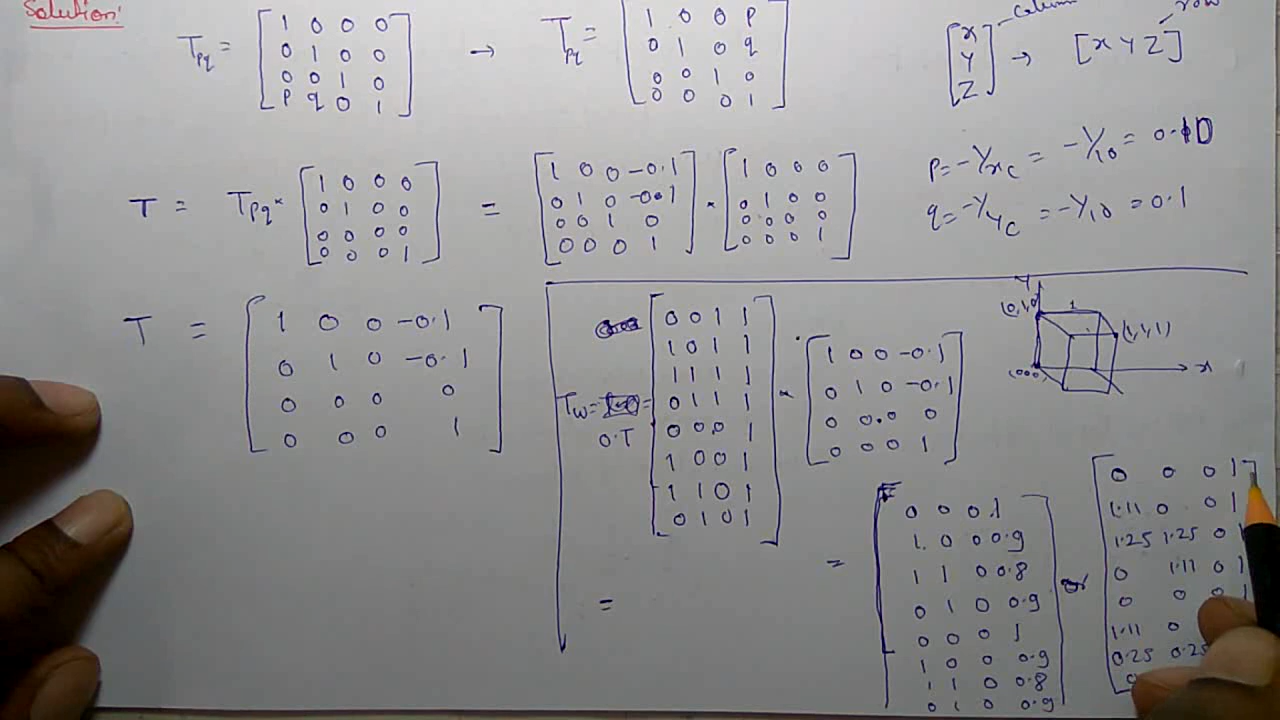 Solution:
Tpq = [1 0 0 0 → Tpq = [1 0 0 p
0 1 0 0 0 1 0 q
0 0 1 0 0 0 1 0
p q 0 1] 0 0 0 1]
[X Y Z] - column → [X Y Z] row
p = -1/xc = -1/10 = 0.10
q = -1/yc = -1/10 = 0.1
T = Tpq * [1 0 0 0 = [1 0 0 -0.1 * [1 0 0 0
0 1 0 0 0 1 0 -0.1 0 1 0 0
0 0 0 0 0 0 1 0 0 0 0 0
0 0 0 1] 0 0 0 1] 0 0 0 1]
T = [1 0 0 -0.1
0 1 0 -0.1
0 0 0 0
0 0 0 1]
Tw = O.T = [0 0 1 1 * [1 0 0 -0.1
1 0 1 1 0 1 0 -0.1
1 1 1 1 0 0 0 0
0 1 1 1 0 0 0 1]
0 0 0 1
1 0 0 1
1 1 0 1
0 1 0 1]
Y
(0,1,0) 1
(1,1,1)
(000) X
=
= [0 0 0 1 or [0 0 0 1
1 0 0 0.9 1.11 0 0 1
1 1 0 0.8 1.25 1.25 0 1
0 1 0 0.9 0 1.11 0 1
0 0 0 1 0 0 0 1
1 0 0 0.9 1.11 0
1 1 0 0.8 0.25 0.25
0 1 0 0.9] 0